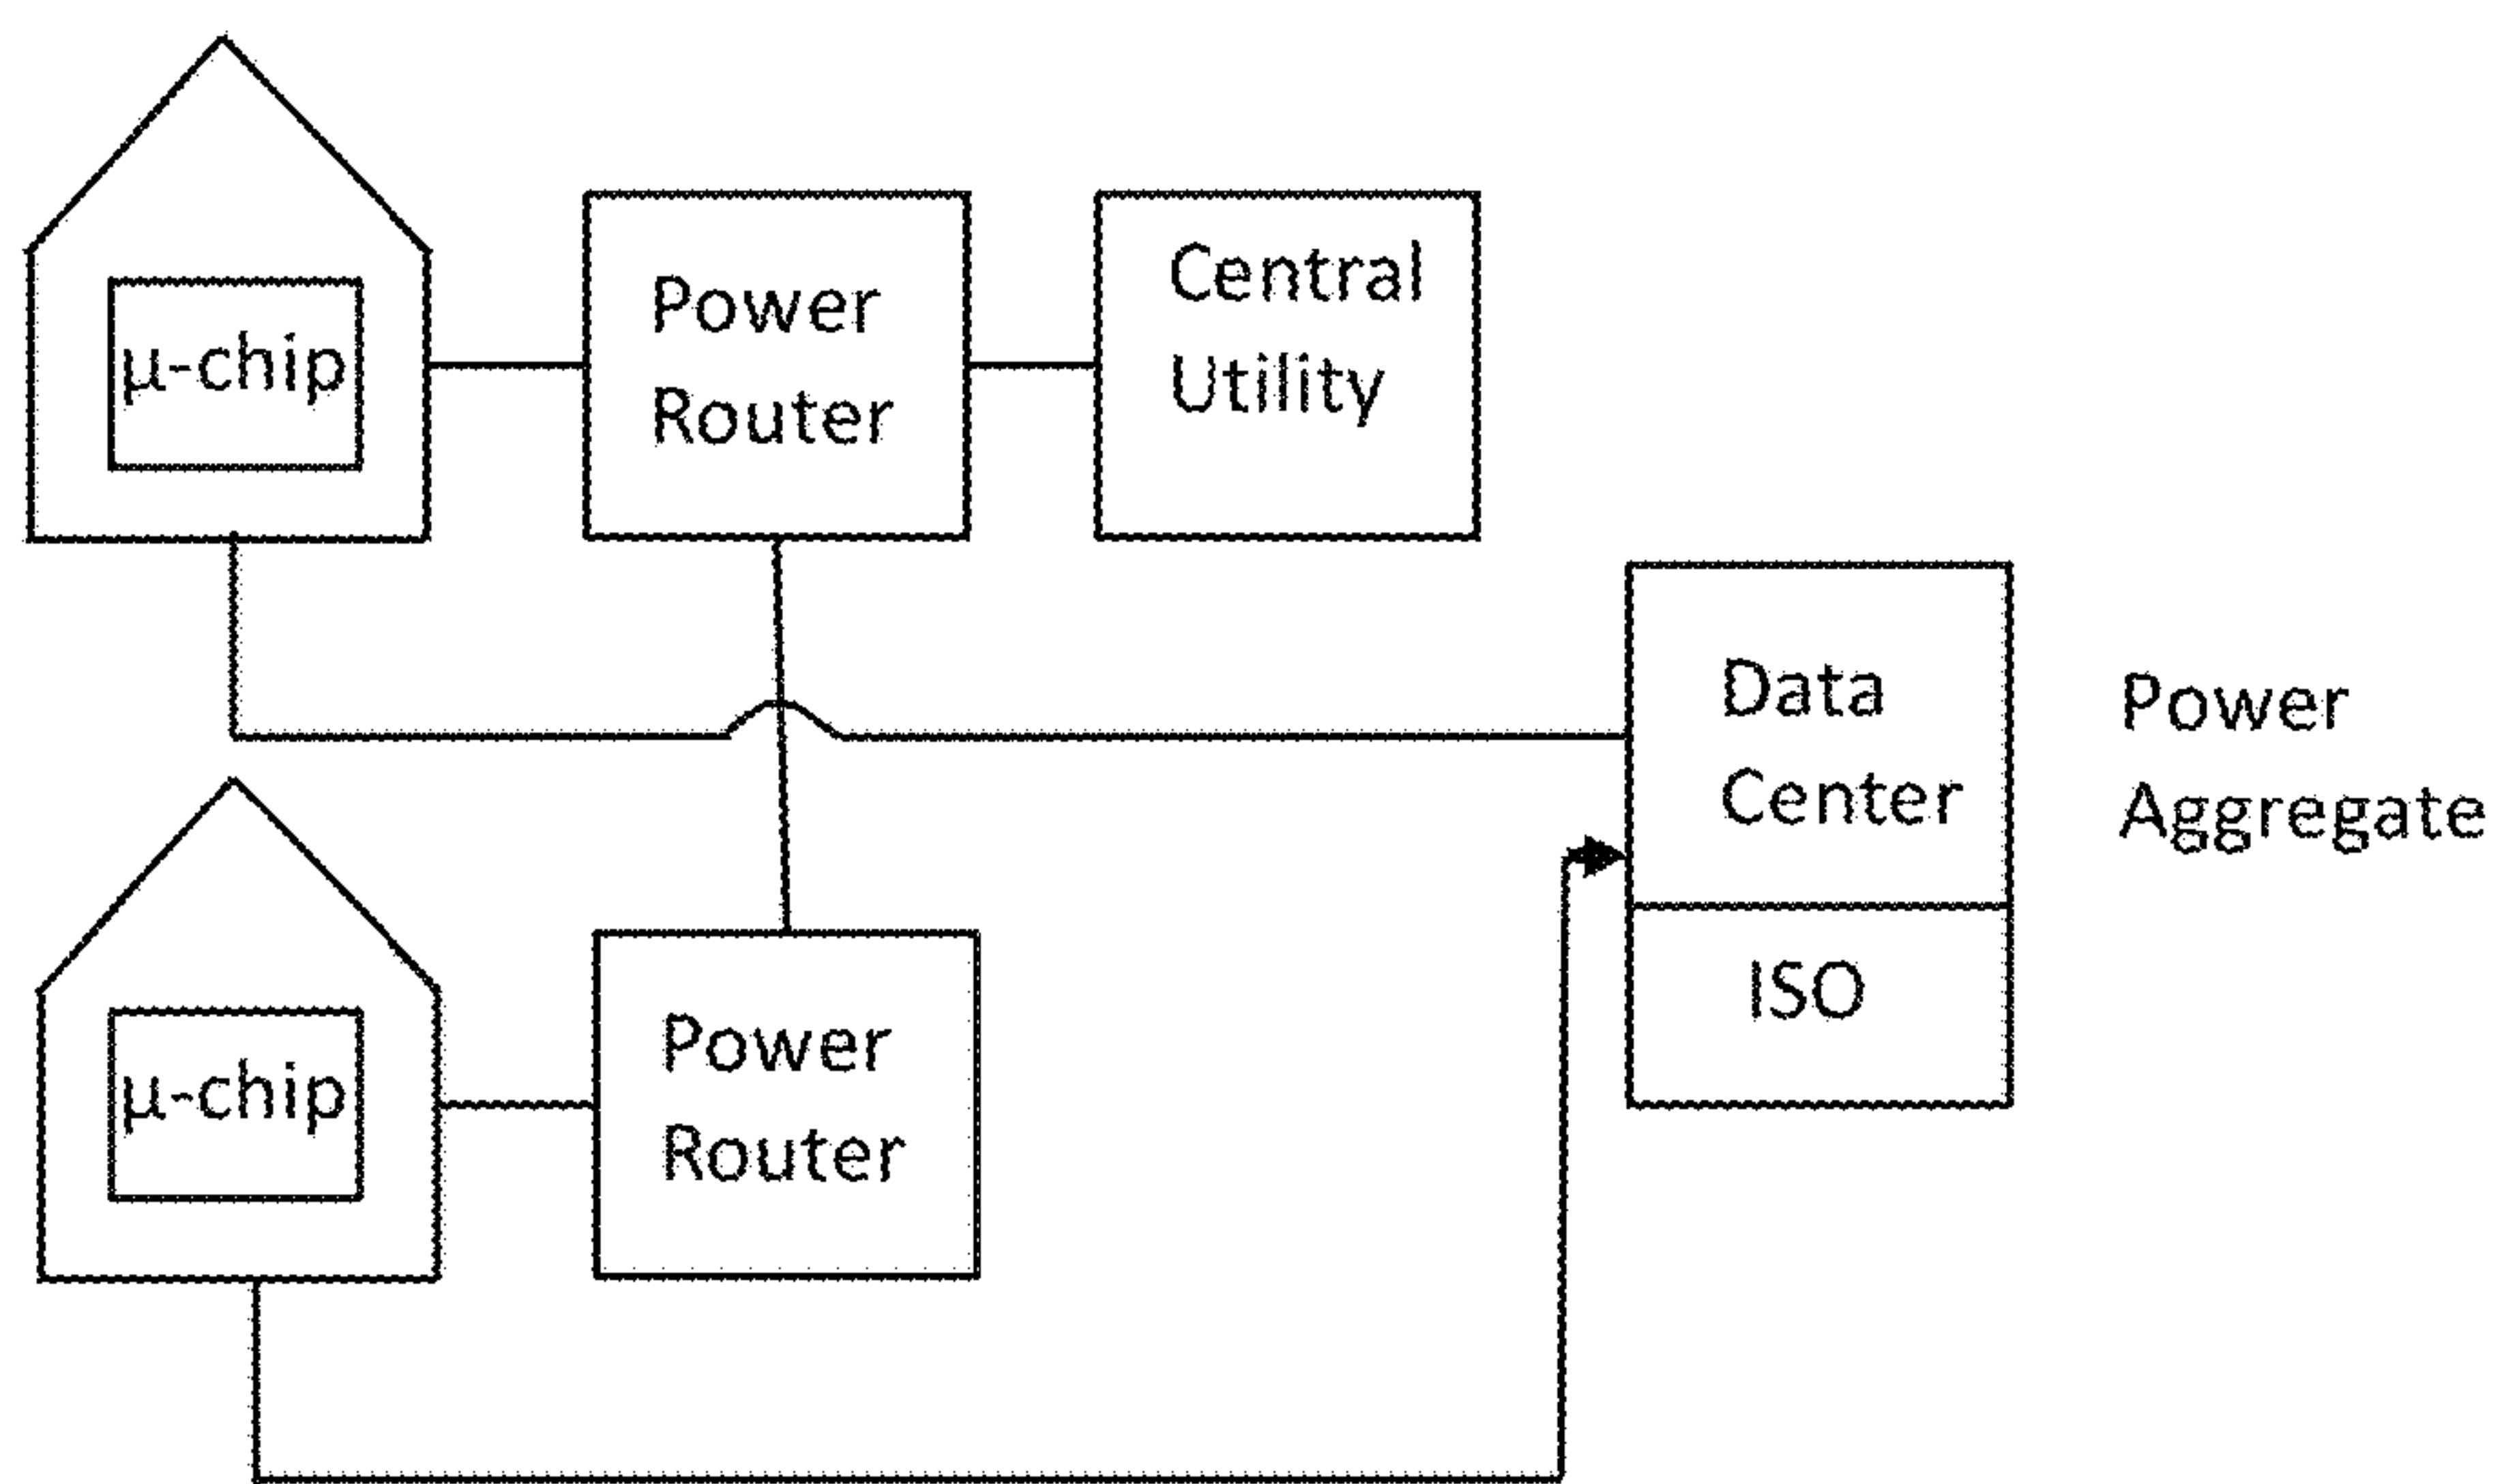 μ-chip
Power
Router
Central
Utility
Data
Center
ISO
Power
Aggregate
μ-chip
Power
Router